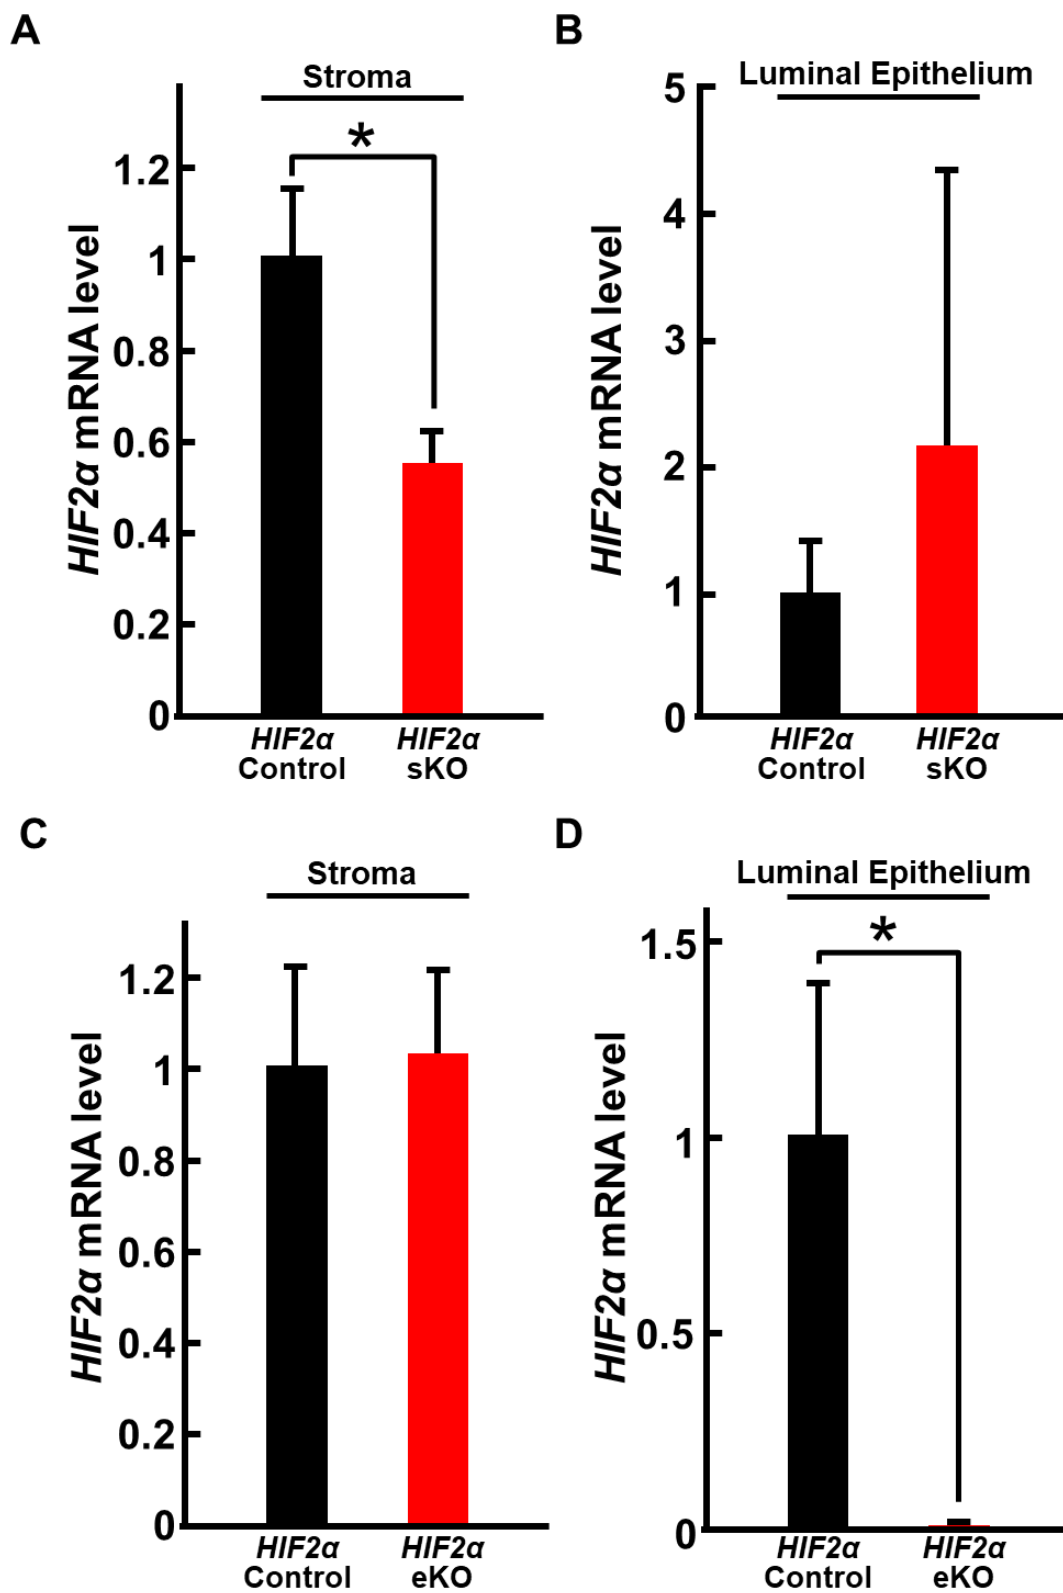 A
Stroma
*
HIF2α mRNA level
1.2
1
0.8
0.6
0.4
0.2
0
HIF2α
Control
HIF2α
sKO
B
Luminal Epithelium
HIF2α mRNA level
5
4
3
2
1
0
HIF2α
Control
HIF2α
sKO
C
Stroma
HIF2α mRNA level
1.2
1
0.8
0.6
0.4
0.2
0
HIF2α
Control
HIF2α
eKO
D
Luminal Epithelium
*
HIF2α mRNA level
1.5
1
0.5
0
HIF2α
Control
HIF2α
eKO